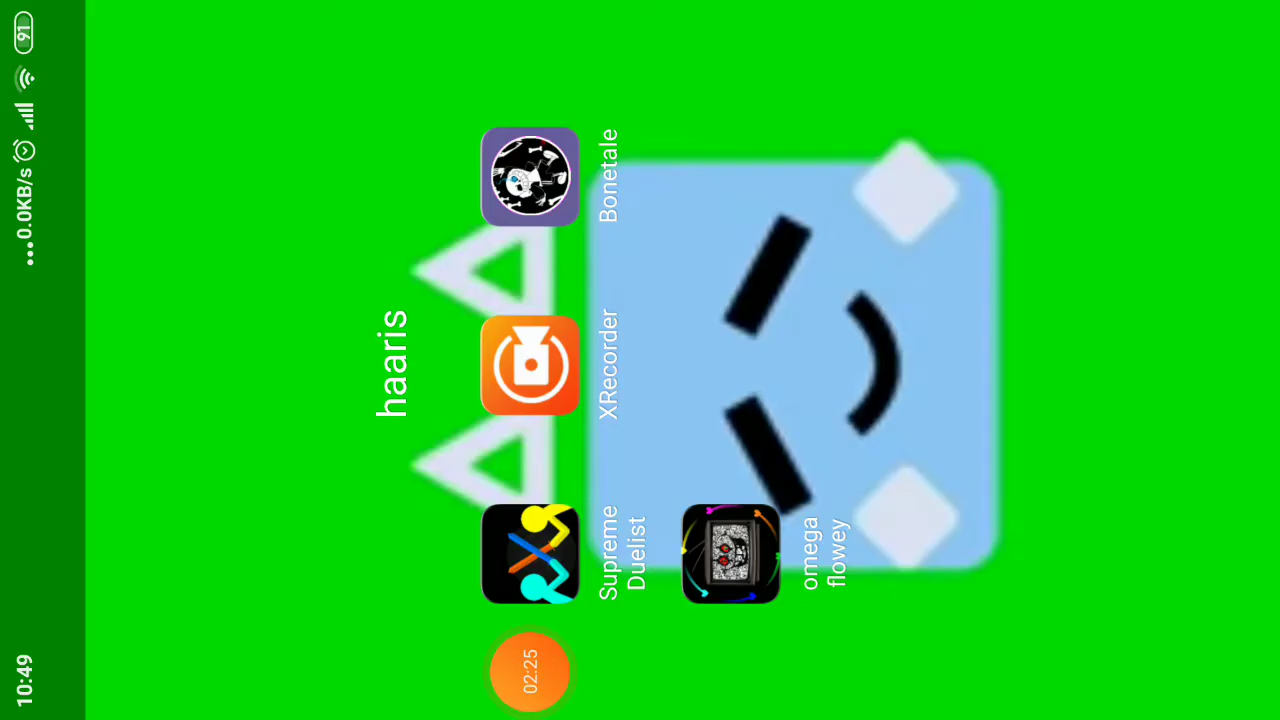 10:49
...0.0KB/s
91
haaris
Supreme
Duelist
XRecorder
Bonetale
omega
flowey
02:25